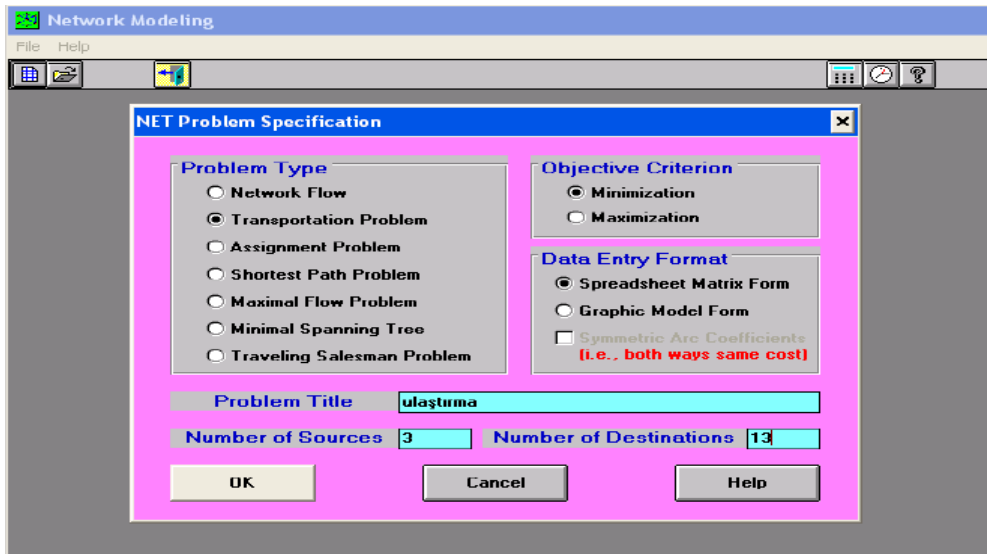 Network Modeling
File Help
NET Problem Specification
Problem Type
Network Flow
Transportation Problem
Assignment Problem
Shortest Path Problem
Maximal Flow Problem
Minimal Spanning Tree
Traveling Salesman Problem
Objective Criterion
Minimization
Maximization
Data Entry Format
Spreadsheet Matrix Form
Graphic Model Form
Symmetric Arc Coefficients
(i.e., both ways same cost)
Problem Title ulaştırma
Number of Sources 3 Number of Destinations 13
OK Cancel Help